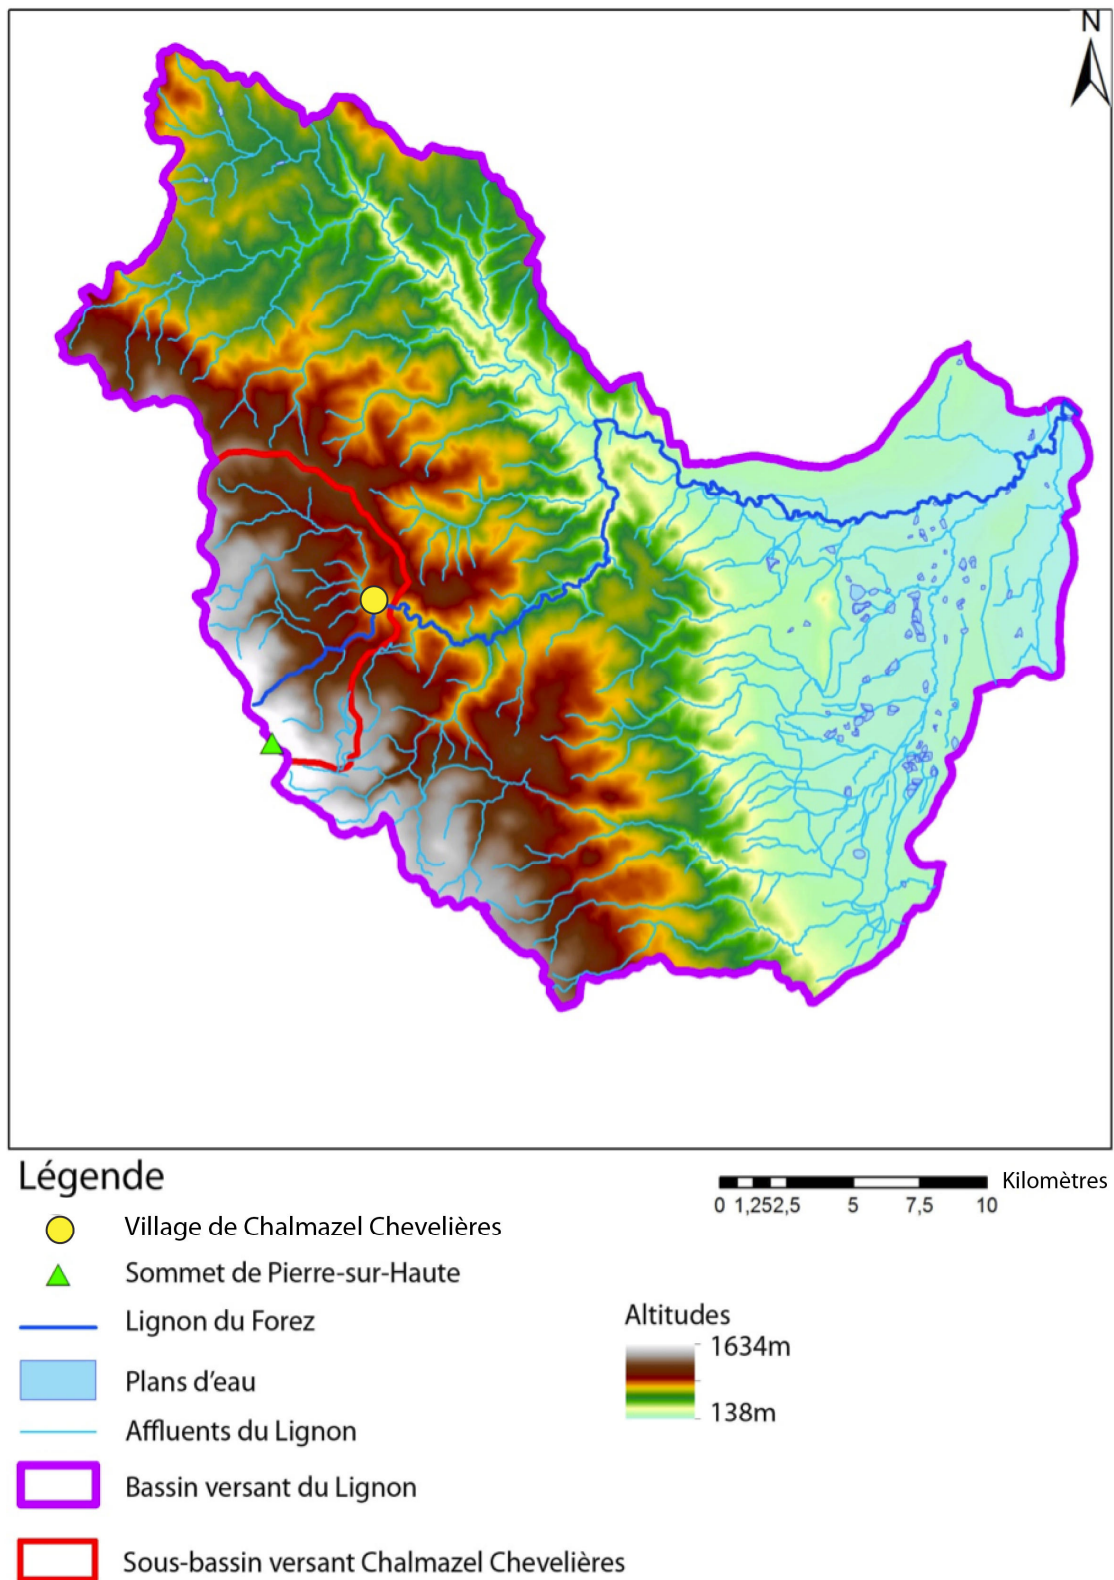 N
Légende
Kilomètres
0 1,252,5 5 7,5 10
Village de Chalmazel Chevelières
Sommet de Pierre-sur-Haute
Lignon du Forez
Altitudes
1634m
Plans d'eau
138m
Affluents du Lignon
Bassin versant du Lignon
Sous-bassin versant Chalmazel Chevelières